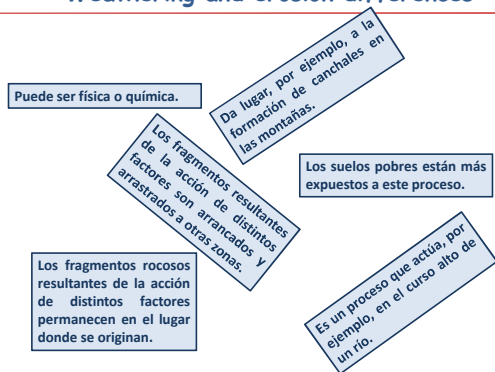 Weathering and erosion differences
Da lugar, por ejemplo, a la
formación de canchales en
las montañas.
Puede ser física o química.
Los fragmentos resultantes
de la acción de distintos
factores son arrancados y
arrastrados a otras zonas.
Los suelos pobres están más
expuestos a este proceso.
Los fragmentos rocosos
resultantes de la acción
de distintos factores
permanecen en el lugar
donde se originan.
Es un proceso que actúa, por
ejemplo, en el curso alto de
un río.